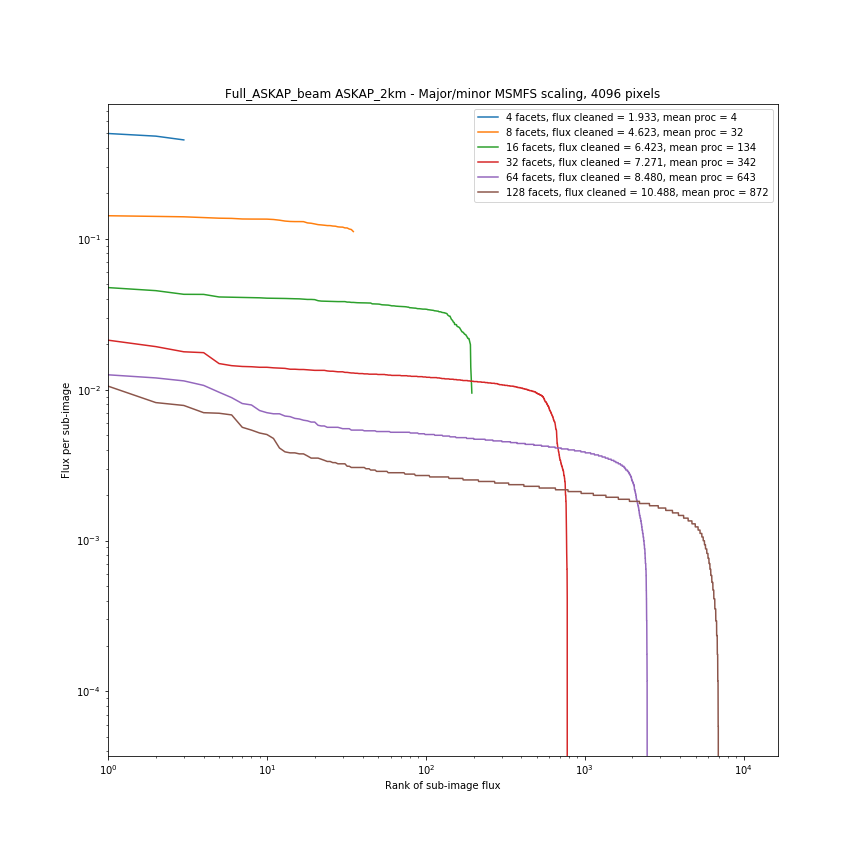 Full_ASKAP_beam ASKAP_2km - Major/minor MSMFS scaling, 4096 pixels
4 facets, flux cleaned = 1.933, mean proc = 4
8 facets, flux cleaned = 4.623, mean proc = 32
16 facets, flux cleaned = 6.423, mean proc = 134
32 facets, flux cleaned = 7.271, mean proc = 342
64 facets, flux cleaned = 8.480, mean proc = 643
128 facets, flux cleaned = 10.488, mean proc = 872
Flux per sub-image
10⁻¹
10⁻²
10⁻³
10⁻⁴
10⁰ 10¹ 10² 10³ 10⁴
Rank of sub-image flux